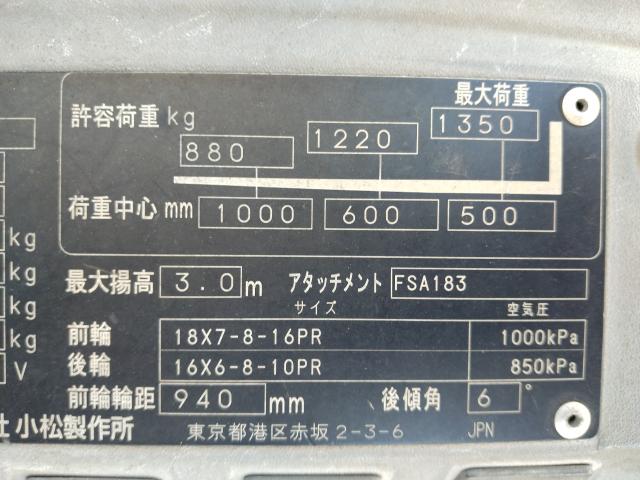 最大荷重
許容荷重 kg 880 1220 1350
荷重中心 mm 1000 600 500
kg
最大揚高 3.0 m アタッチメント FSA183
kg
サイズ 空気圧
kg
前輪 18X7-8-16PR 1000kPa
kg
後輪 16X6-8-10PR 850kPa
V
前輪輪距 940 mm 後傾角 6°
小松製作所 東京都港区赤坂2-3-6 JPN